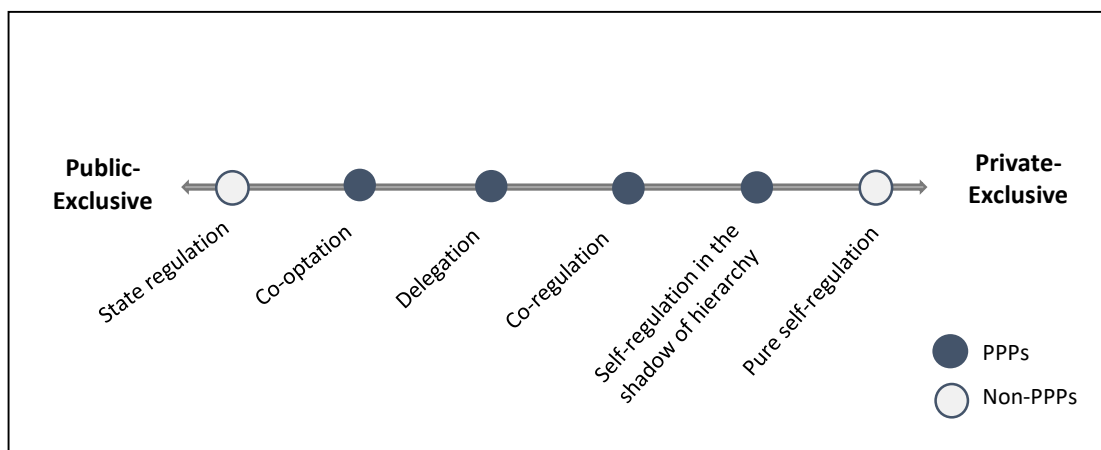 Public-
Exclusive
Private-
Exclusive
State regulation
Co-optation
Delegation
Co-regulation
Self-regulation in the
shadow of hierarchy
Pure self-regulation
PPPs
Non-PPPs